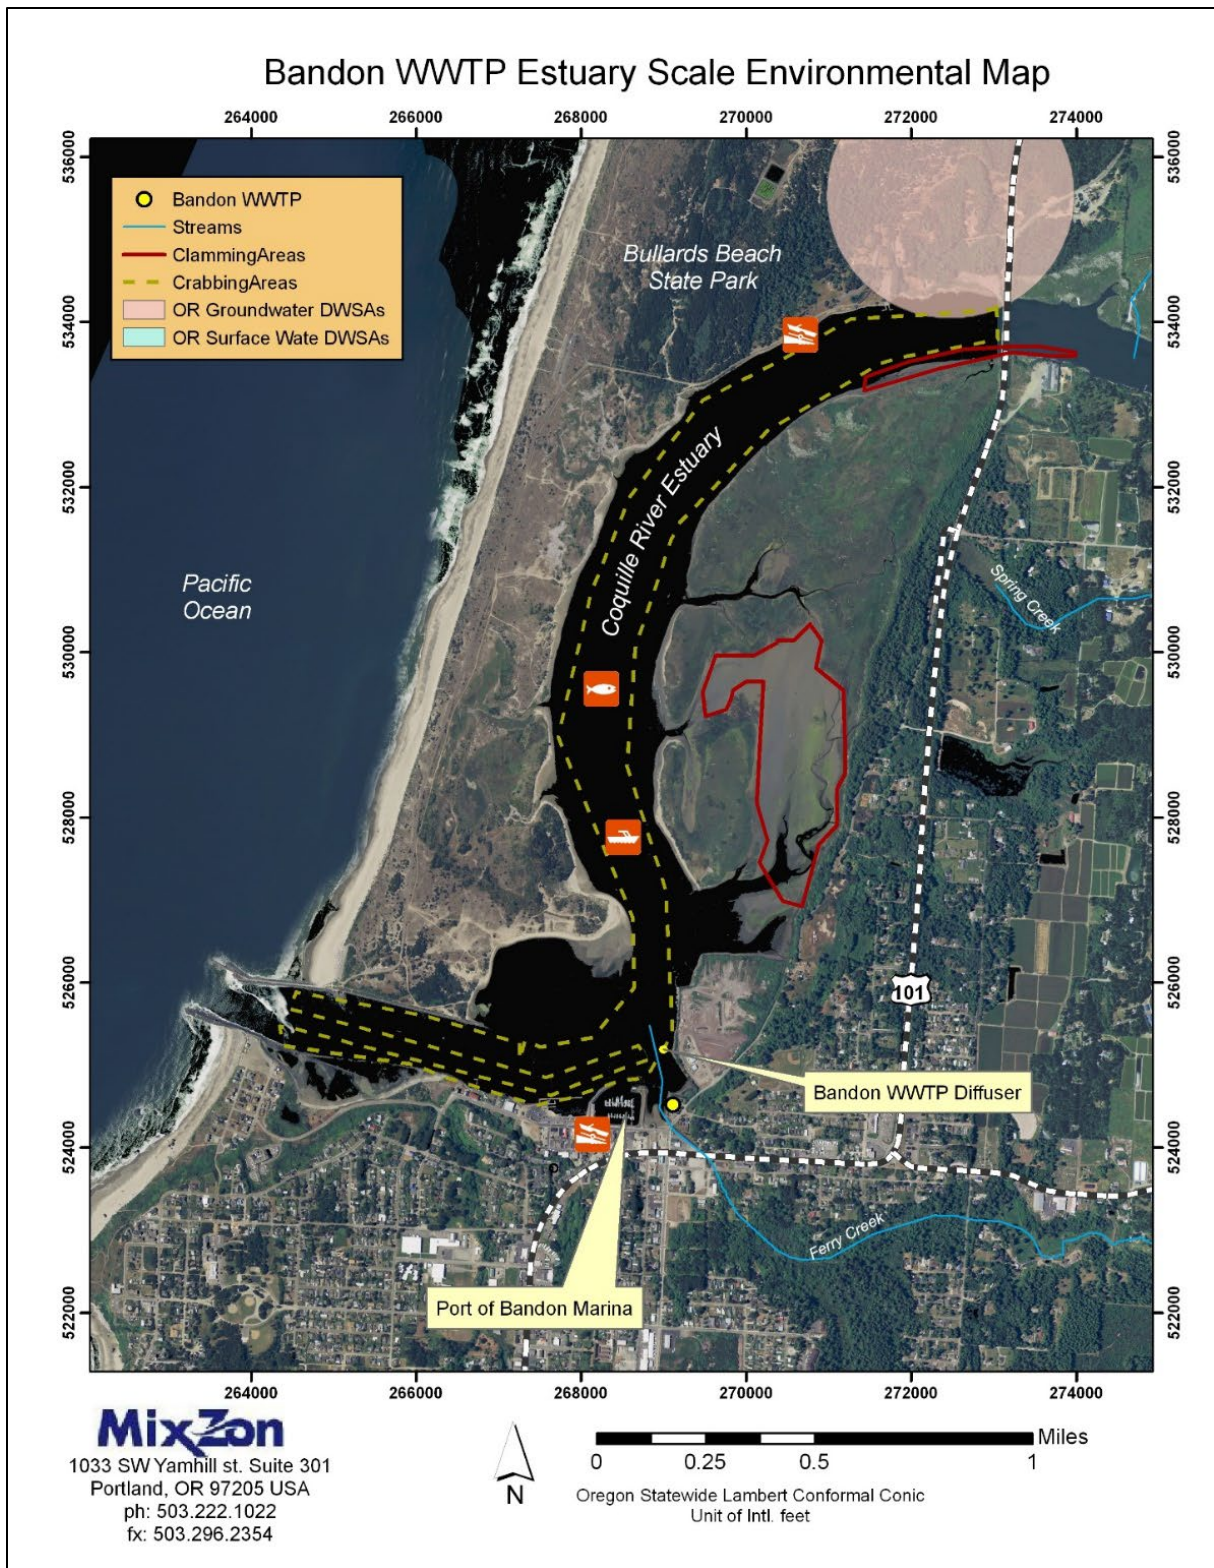 Bandon WWTP Estuary Scale Environmental Map
264000
266000
268000
270000
272000
274000
536000
536000
Bandon WWTP
Streams
ClammingAreas
CrabbingAreas
OR Groundwater DWSAs
OR Surface Wate DWSAs
Bullards Beach
State Park
534000
534000
Coquille River Estuary
532000
532000
Pacific
Ocean
Spring Creek
530000
530000
528000
528000
101
526000
526000
Bandon WWTP Diffuser
524000
524000
Ferry Creek
Port of Bandon Marina
522000
522000
264000
266000
268000
270000
272000
274000
MixZon
1033 SW Yamhill st. Suite 301
Portland, OR 97205 USA
ph: 503.222.1022
fx: 503.296.2354
N
Miles
0
0.25
0.5
1
Oregon Statewide Lambert Conformal Conic
Unit of Intl. feet